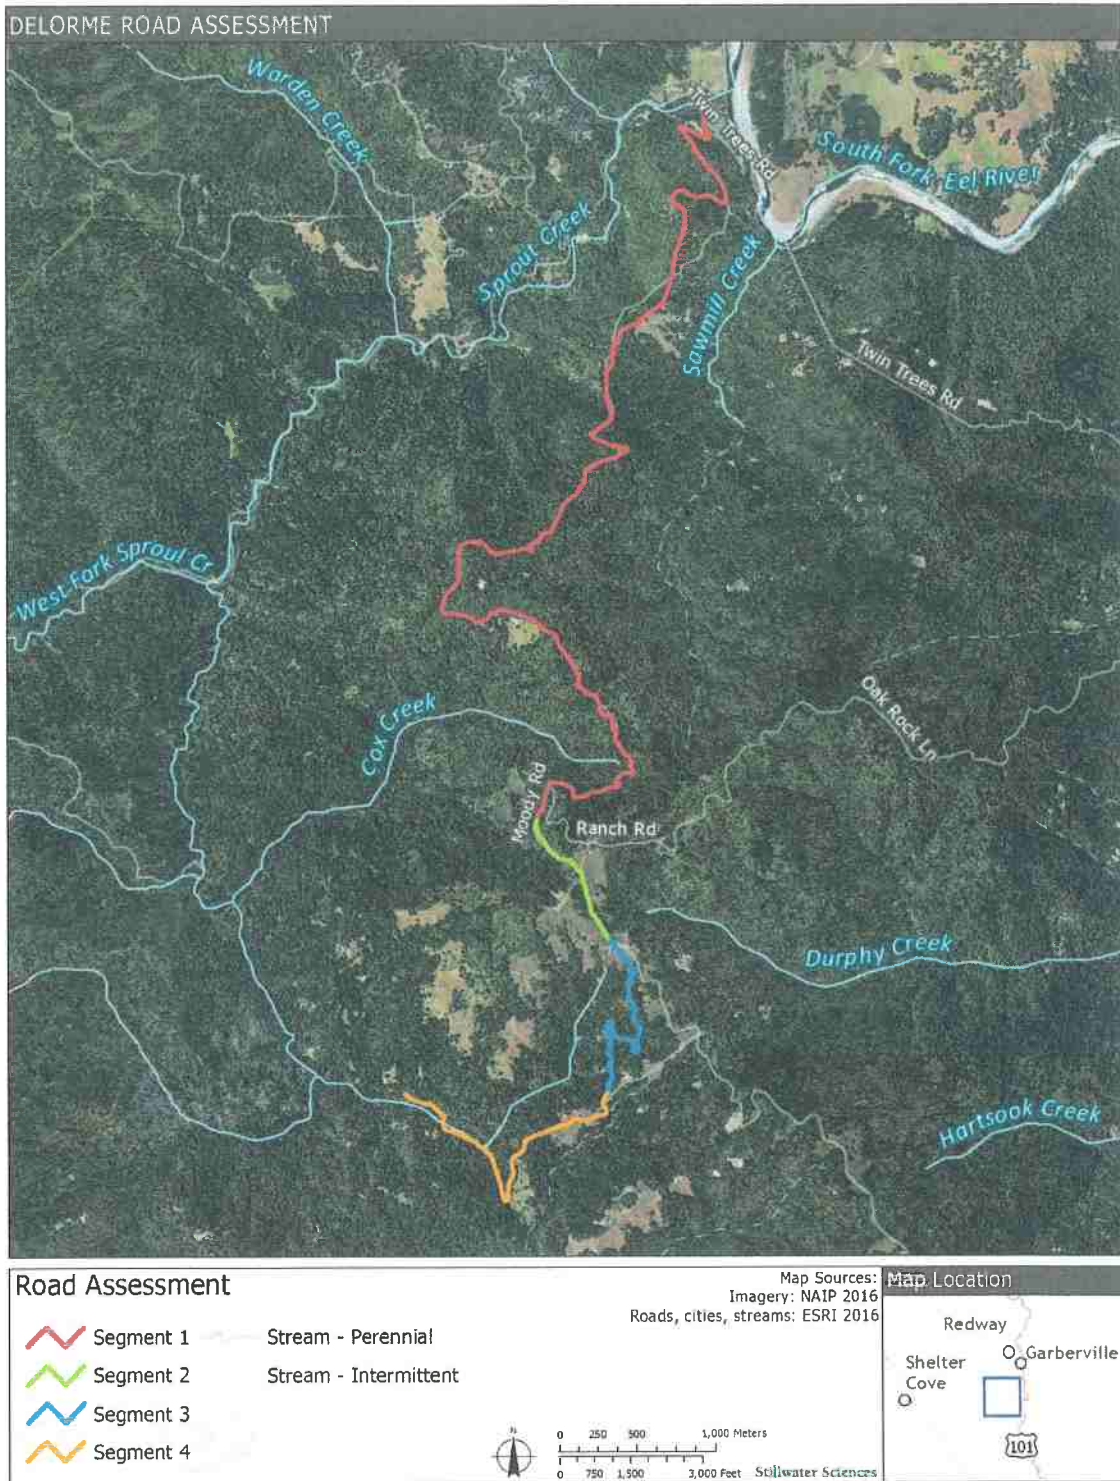 DELORME ROAD ASSESSMENT
Warden Creek
Twin Trees Rd
South Fork Eel River
Sprout Creek
Sawmill Creek
Twin Trees Rd
West Fork Sproul Cr
Oak Rock Ln
Cox Creek
Moody Rd
Ranch Rd
Durphy Creek
Hartsook Creek
Road Assessment
Segment 1
Segment 2
Segment 3
Segment 4
Stream - Perennial
Stream - Intermittent
Map Sources:
Imagery: NAIP 2016
Roads, cities, streams: ESRI 2016
N
0 250 500 1,000 Meters
0 750 1,500 3,000 Feet
Stillwater Sciences
Map Location
Redway
Garberville
Shelter
Cove
101